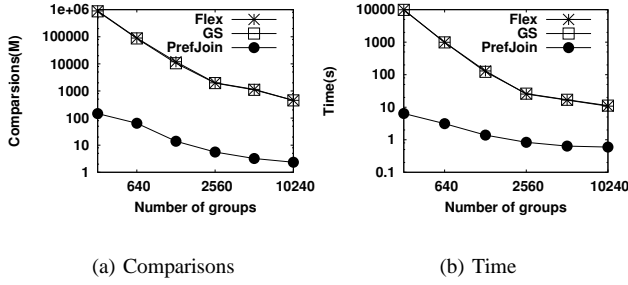 1e+06
100000
10000
1000
100
10
1
Comparsions(M)
Flex
GS
PrefJoin
640 2560 10240
Number of groups
(a) Comparisons
10000
1000
100
10
1
0.1
Time(s)
Flex
GS
PrefJoin
640 2560 10240
Number of groups
(b) Time